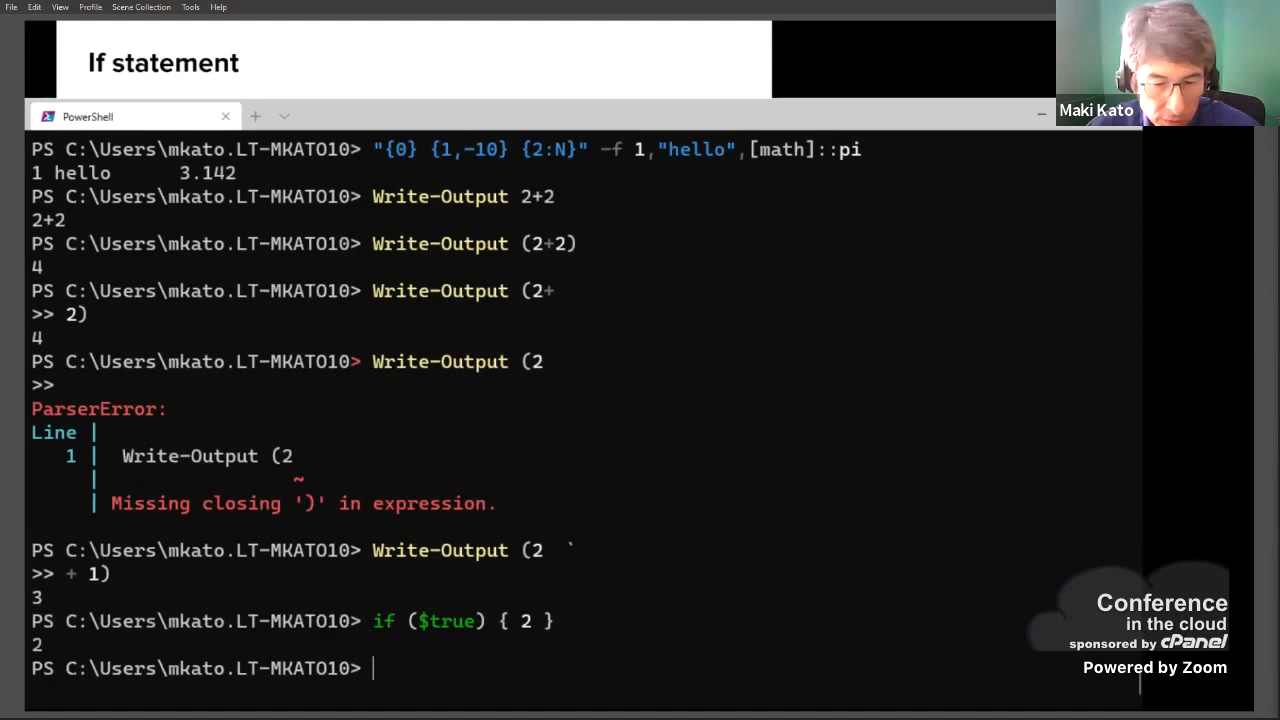 File Edit View Profile Scene Collection Tools Help
If statement
Maki Kato
PowerShell
PS C:\Users\mkato.LT-MKATO10> "{0} {1,-10} {2:N}" -f 1,"hello",[math]::pi
1 hello      3.142
PS C:\Users\mkato.LT-MKATO10> Write-Output 2+2
2+2
PS C:\Users\mkato.LT-MKATO10> Write-Output (2+2)
4
PS C:\Users\mkato.LT-MKATO10> Write-Output (2+
>> 2)
4
PS C:\Users\mkato.LT-MKATO10> Write-Output (2
>>
ParserError:
Line |
   1 |  Write-Output (2
     |                 ~
     | Missing closing ')' in expression.
PS C:\Users\mkato.LT-MKATO10> Write-Output (2  `
>> + 1)
3
PS C:\Users\mkato.LT-MKATO10> if ($true) { 2 }
2
PS C:\Users\mkato.LT-MKATO10>
Conference
in the cloud
sponsored by cPanel
Powered by Zoom